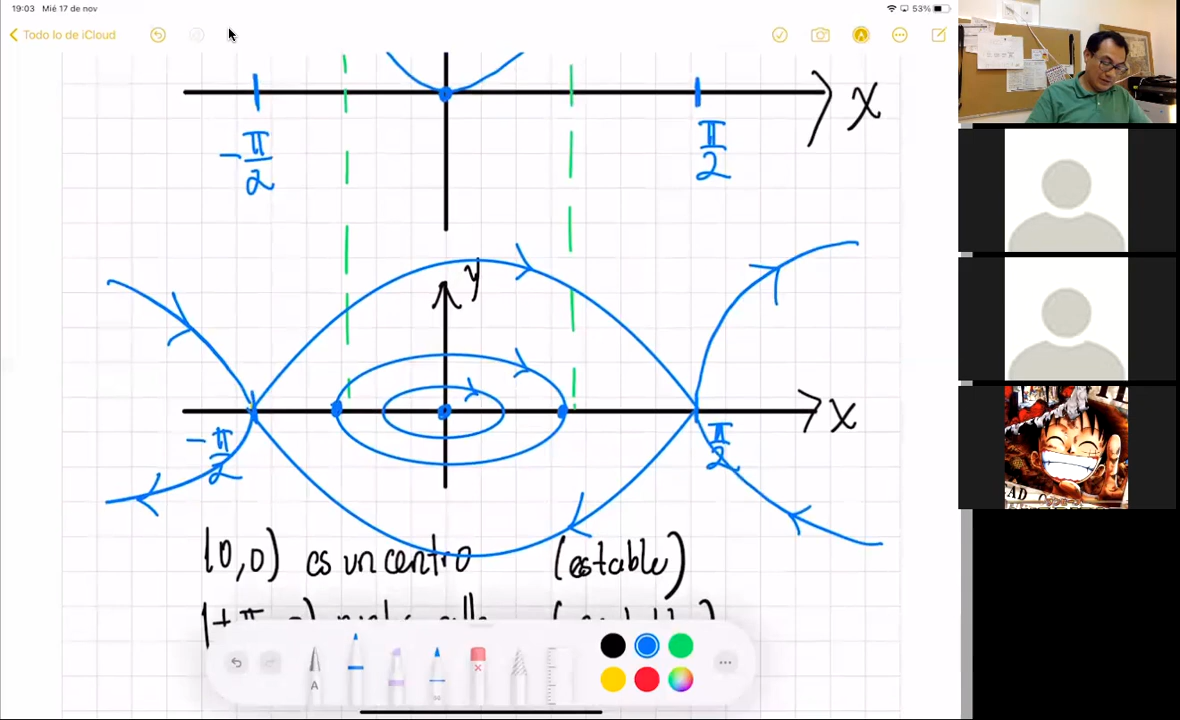 19:03 Mié 17 de nov 53%
Todo lo de iCloud
x
-π/2 π/2
y
x
-π/2 π/2
(0,0) es un centro (estable)
A
AD